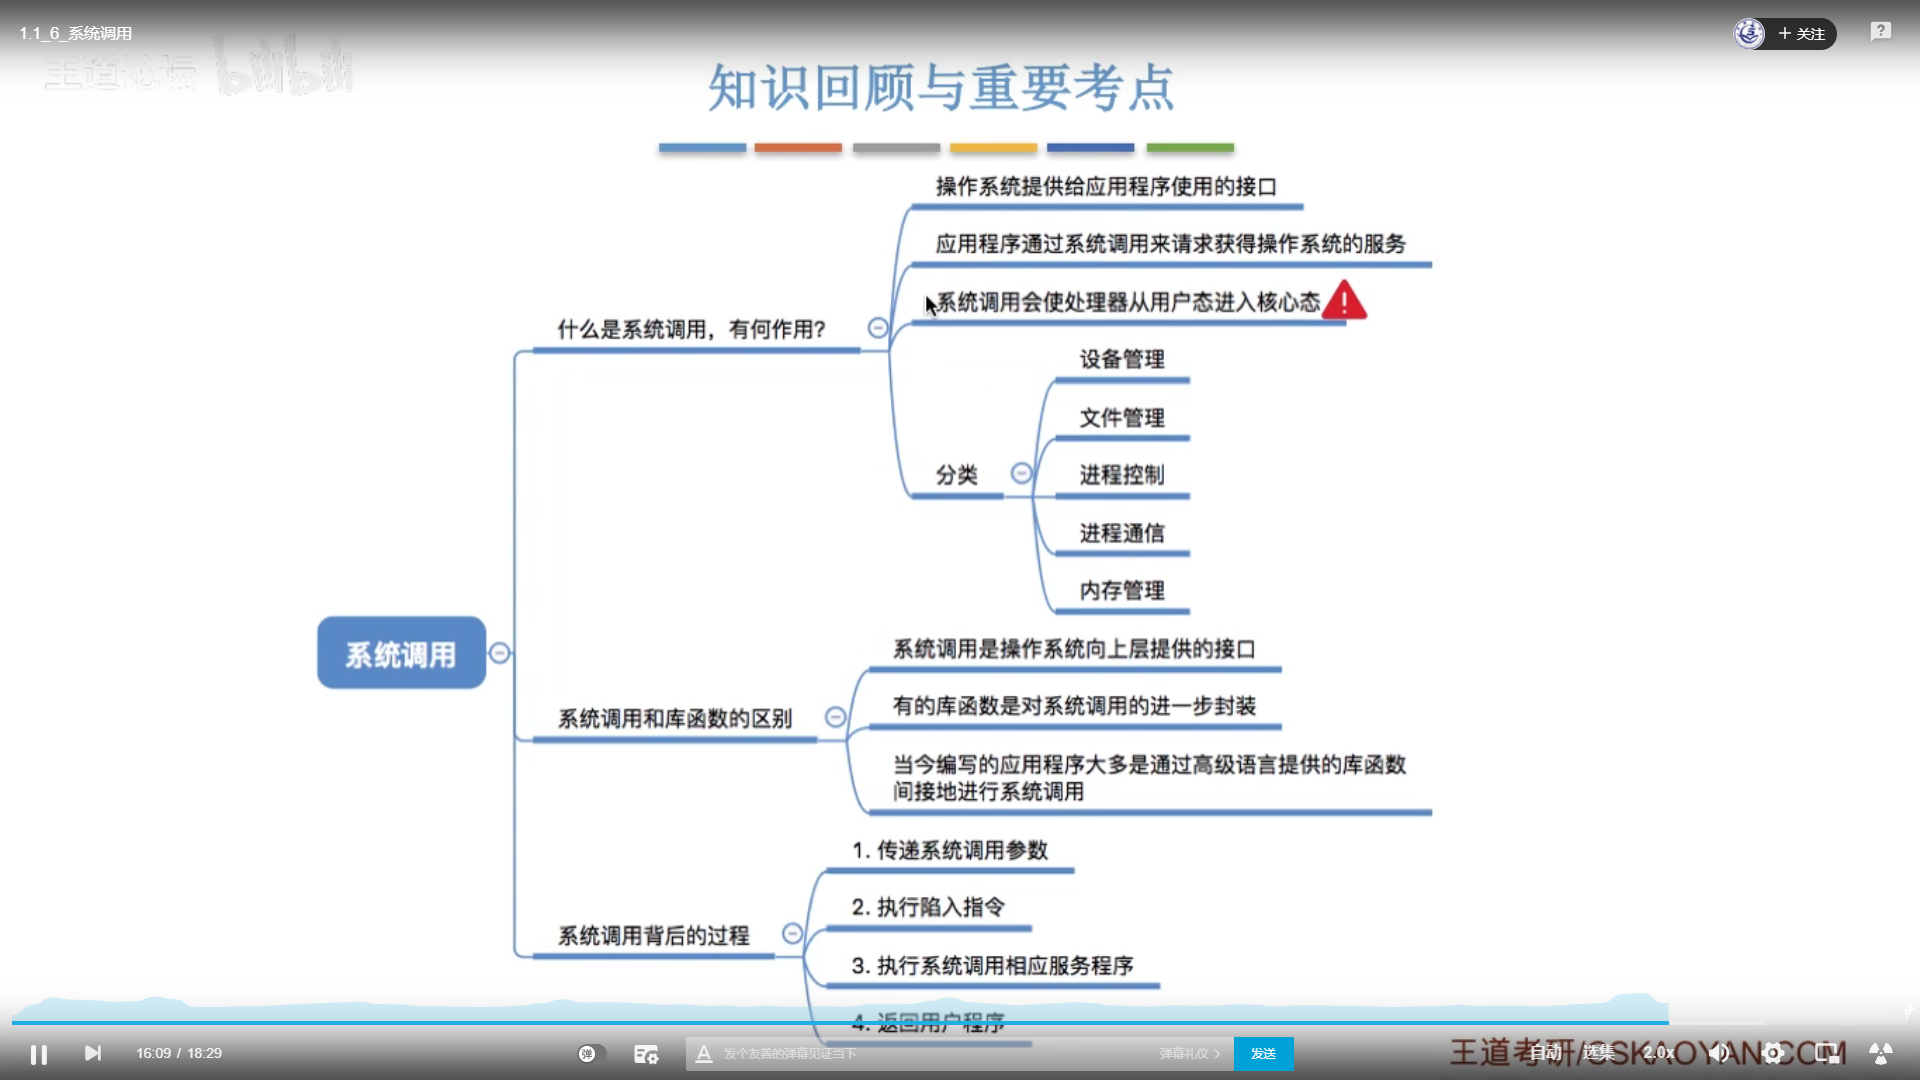 1.1_6_系统调用
关注
王道论坛 bilibili
知识回顾与重要考点
操作系统提供给应用程序使用的接口
应用程序通过系统调用来请求获得操作系统的服务
系统调用会使处理器从用户态进入核心态
什么是系统调用，有何作用？
设备管理
文件管理
分类
进程控制
进程通信
内存管理
系统调用
系统调用是操作系统向上层提供的接口
系统调用和库函数的区别
有的库函数是对系统调用的进一步封装
当今编写的应用程序大多是通过高级语言提供的库函数
间接地进行系统调用
1. 传递系统调用参数
2. 执行陷入指令
系统调用背后的过程
3. 执行系统调用相应服务程序
4. 返回用户程序
16:09 / 18:29
弹
发个友善的弹幕见证当下
弹幕礼仪
发送
自动
选集
2.0x
王道考研/CSKAOYAN.COM